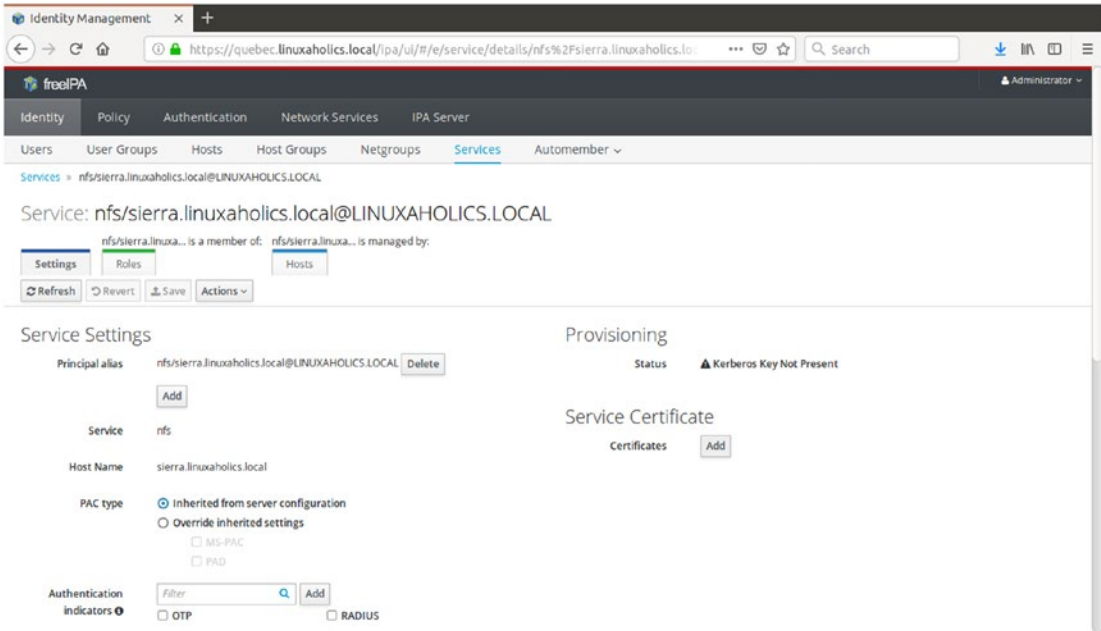 Identity Management
https://quebec.linuxaholics.local/ipa/ui/#/e/service/details/nfs%2Fsierra.linuxaholics.lo
Search
freeIPA
Administrator
Identity Policy Authentication Network Services IPA Server
Users User Groups Hosts Host Groups Netgroups Services Automember
Services » nfs/sierra.linuxaholics.local@LINUXAHOLICS.LOCAL
Service: nfs/sierra.linuxaholics.local@LINUXAHOLICS.LOCAL
nfs/sierra.linuxa... is a member of: nfs/sierra.linuxa... is managed by:
Settings Roles Hosts
Refresh Revert Save Actions
Service Settings
Principal alias nfs/sierra.linuxaholics.local@LINUXAHOLICS.LOCAL Delete
Add
Service nfs
Host Name sierra.linuxaholics.local
PAC type Inherited from server configuration
Override inherited settings
MS-PAC
PAD
Authentication indicators Filter Add
OTP RADIUS
Provisioning
Status Kerberos Key Not Present
Service Certificate
Certificates Add